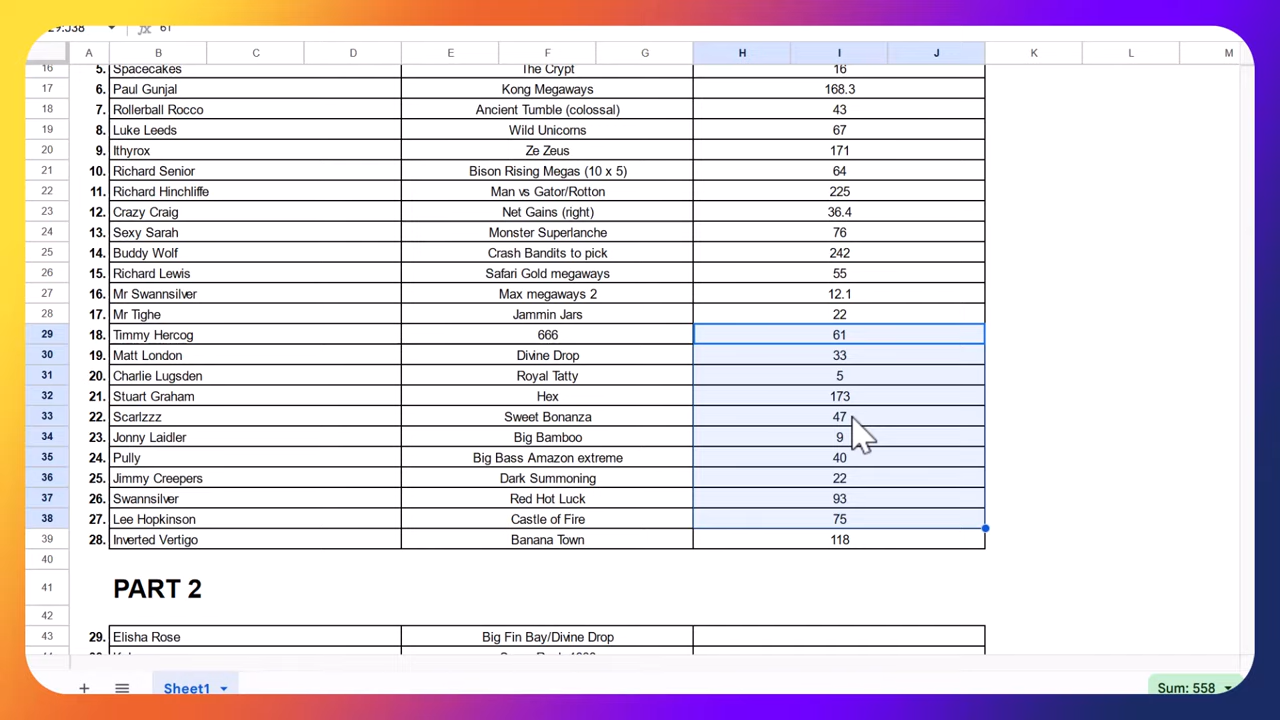 61
A B C D E F G H I J K L M
16 5. Spacecakes The Crypt 16
17 6. Paul Gunjal Kong Megaways 168.3
18 7. Rollerball Rocco Ancient Tumble (colossal) 43
19 8. Luke Leeds Wild Unicorns 67
20 9. Ithyrox Ze Zeus 171
21 10. Richard Senior Bison Rising Megas (10 x 5) 64
22 11. Richard Hinchliffe Man vs Gator/Rotton 225
23 12. Crazy Craig Net Gains (right) 36.4
24 13. Sexy Sarah Monster Superlanche 76
25 14. Buddy Wolf Crash Bandits to pick 242
26 15. Richard Lewis Safari Gold megaways 55
27 16. Mr Swannsilver Max megaways 2 12.1
28 17. Mr Tighe Jammin Jars 22
29 18. Timmy Hercog 666 61
30 19. Matt London Divine Drop 33
31 20. Charlie Lugsden Royal Tatty 5
32 21. Stuart Graham Hex 173
33 22. Scarlzzz Sweet Bonanza 47
34 23. Jonny Laidler Big Bamboo 9
35 24. Pully Big Bass Amazon extreme 40
36 25. Jimmy Creepers Dark Summoning 22
37 26. Swannsilver Red Hot Luck 93
38 27. Lee Hopkinson Castle of Fire 75
39 28. Inverted Vertigo Banana Town 118
40
41 PART 2
42
43 29. Elisha Rose Big Fin Bay/Divine Drop
Sheet1 Sum: 558